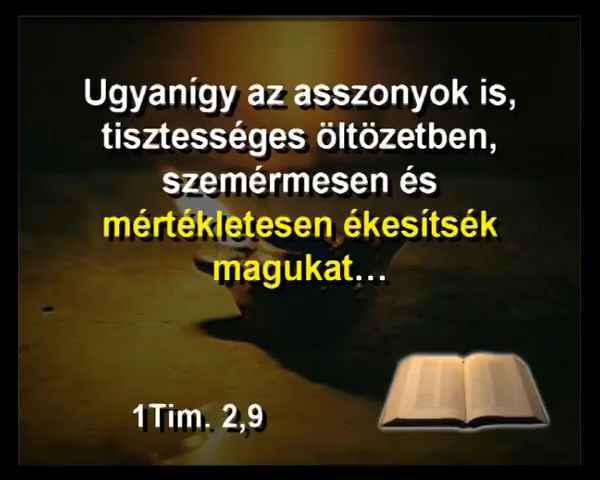 Ugyanígy az asszonyok is,
tisztességes öltözetben,
szemérmesen és
mértékletesen ékesítsék
magukat...
1Tim. 2,9